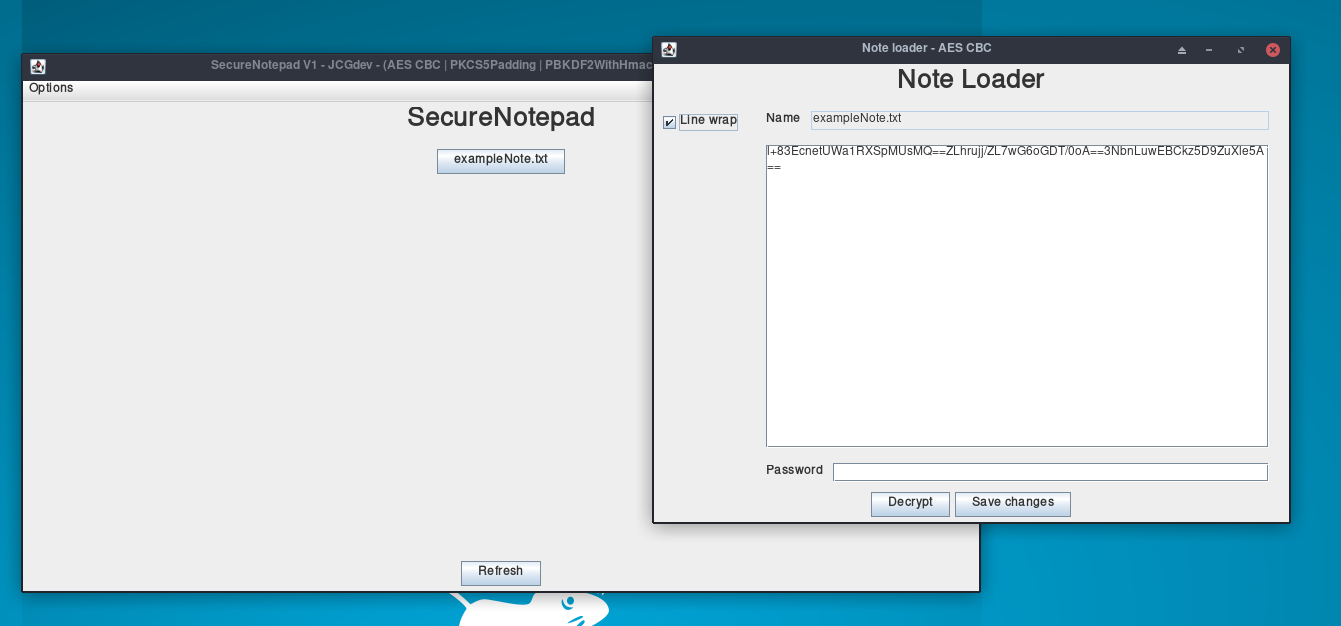 SecureNotepad V1 - JCGdev - (AES CBC | PKCS5Padding | PBKDF2WithHmac
Options
SecureNotepad
exampleNote.txt
Refresh
Note loader - AES CBC
Note Loader
Line wrap
Name exampleNote.txt
I+83EcnetUWa1RXSpMUsMQ==ZLhrujj/ZL7wG6oGDT/0oA==3NbnLuwEBCkz5D9ZuXle5A
==
Password
Decrypt Save changes